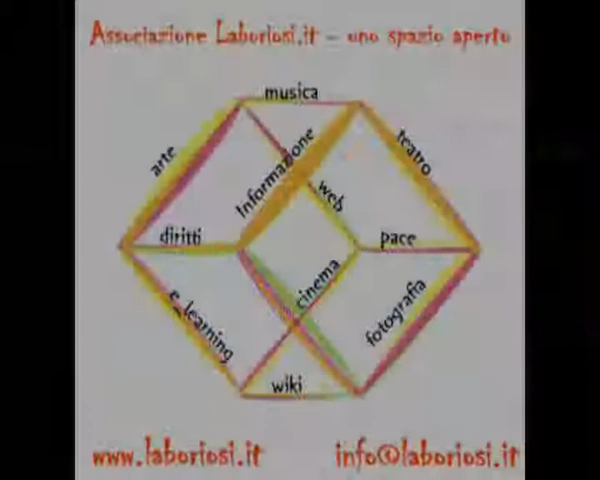 Associazione Laboriosi.it - uno spazio aperto
musica
arte
Informazione
teatro
web
diritti
pace
cinema
e_learning
fotografia
wiki
www.laboriosi.it
info@laboriosi.it